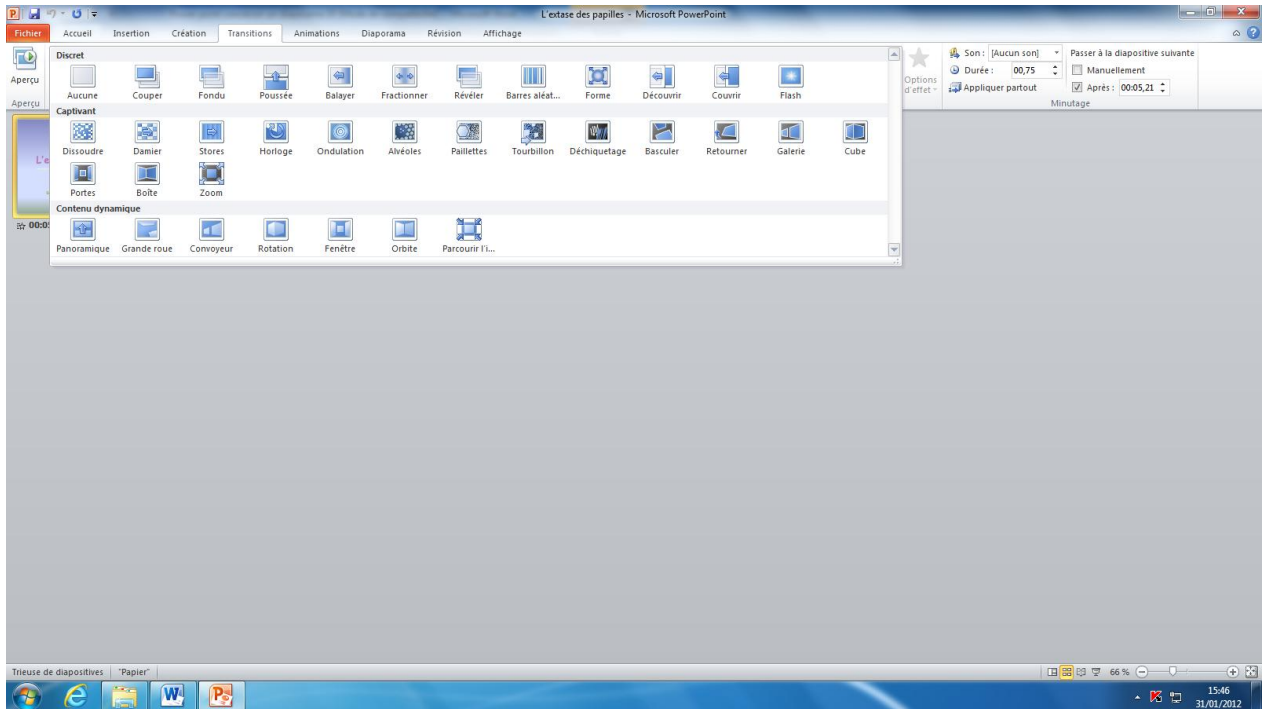 L'extase des papilles - Microsoft PowerPoint
Fichier Accueil Insertion Création Transitions Animations Diaporama Révision Affichage
Aperçu
Aperçu
Discret
Aucune Couper Fondu Poussée Balayer Fractionner Révéler Barres aléat... Forme Découvrir Couvrir Flash
Captivant
Dissoudre Damier Stores Horloge Ondulation Alvéoles Paillettes Tourbillon Déchiquetage Basculer Retourner Galerie Cube
Portes Boîte Zoom
Contenu dynamique
Panoramique Grande roue Convoyeur Rotation Fenêtre Orbite Parcourir l'i...
Options
d'effet
Son : [Aucun son]
Durée : 00,75
Appliquer partout
Passer à la diapositive suivante
Manuellement
Après : 00:05,21
Minutage
L'e
00:0
Trieuse de diapositives "Papier" 66 %
15:46
31/01/2012